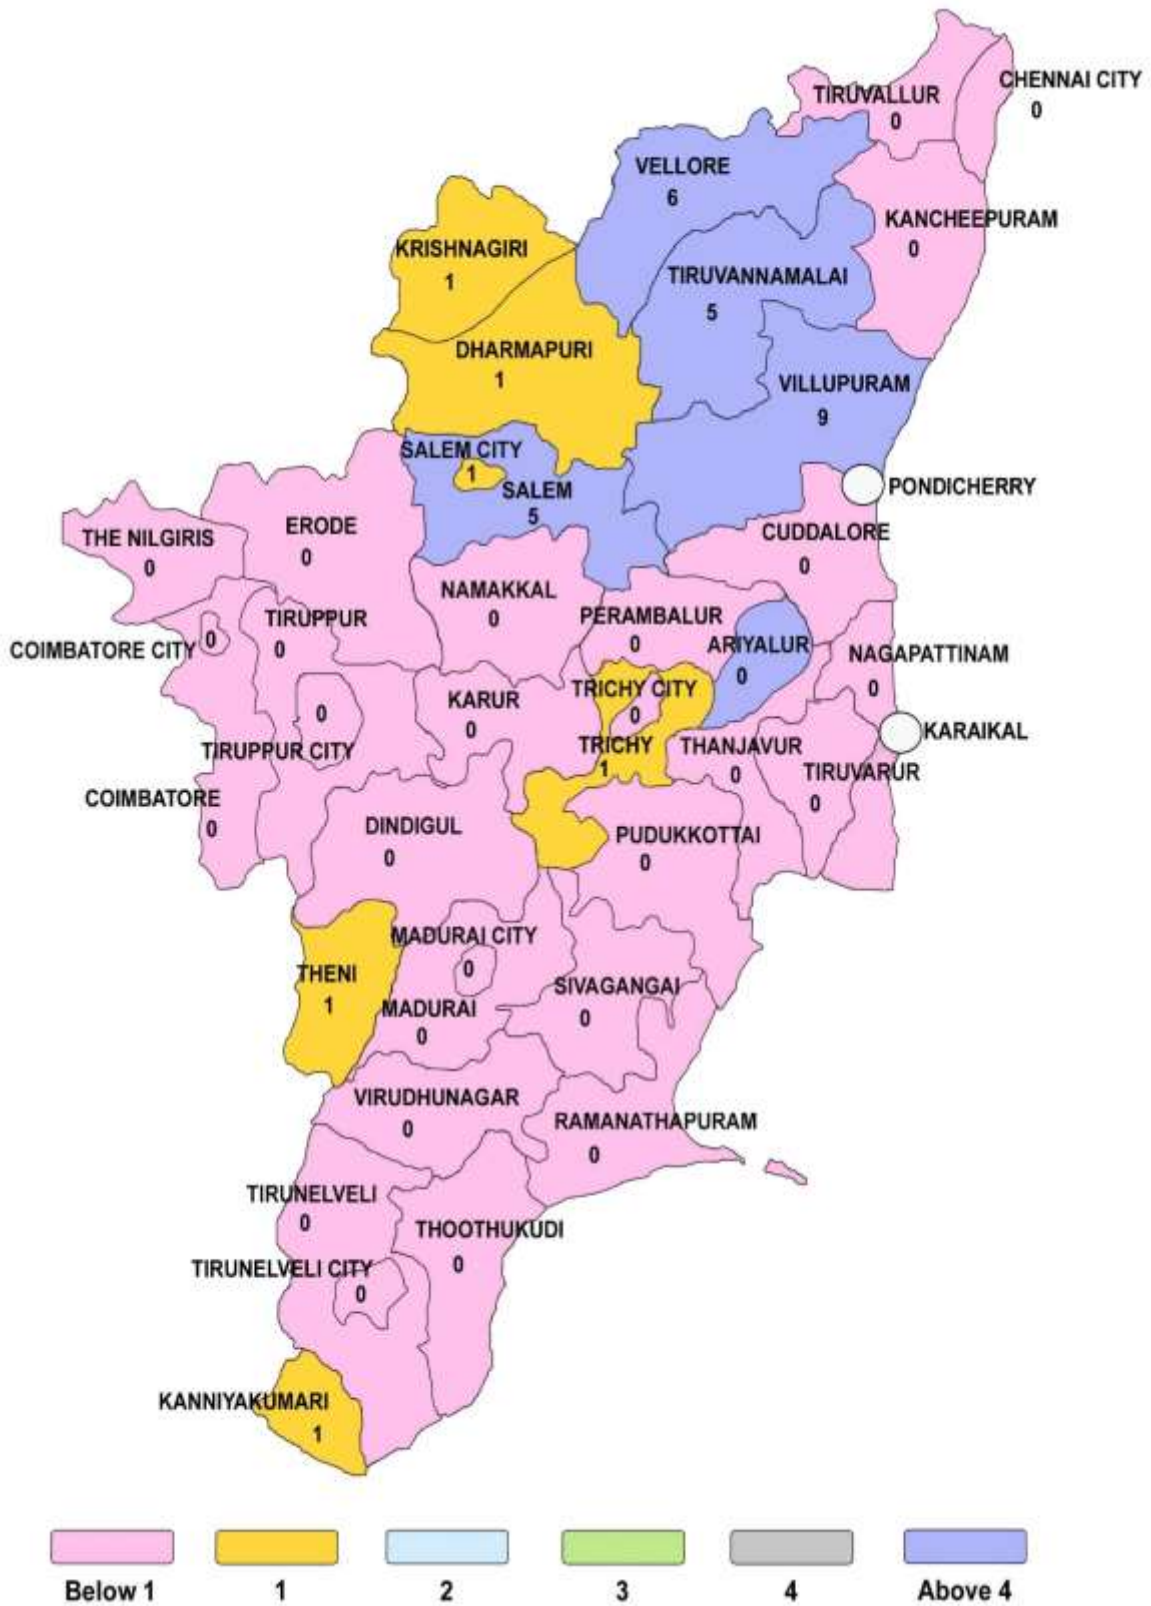 CHENNAI CITY
0
TIRUVALLUR
0
VELLORE
6
KANCHEEPURAM
0
KRISHNAGIRI
1
TIRUVANNAMALAI
5
DHARMAPURI
1
VILLUPURAM
9
SALEM CITY
1
SALEM
5
PONDICHERRY
THE NILGIRIS
0
ERODE
0
CUDDALORE
0
NAMAKKAL
0
PERAMBALUR
0
TIRUPPUR
0
COIMBATORE CITY
0
ARIYALUR
0
NAGAPATTINAM
0
TRICHY CITY
0
KARUR
0
TIRUPPUR CITY
0
TRICHY
1
THANJAVUR
0
KARAIKAL
TIRUVARUR
0
COIMBATORE
0
DINDIGUL
0
PUDUKKOTTAI
0
MADURAI CITY
0
THENI
1
SIVAGANGAI
0
MADURAI
0
VIRUDHUNAGAR
0
RAMANATHAPURAM
0
TIRUNELVELI
0
THOOTHUKUDI
0
TIRUNELVELI CITY
0
KANNIYAKUMARI
1
Below 1
1
2
3
4
Above 4